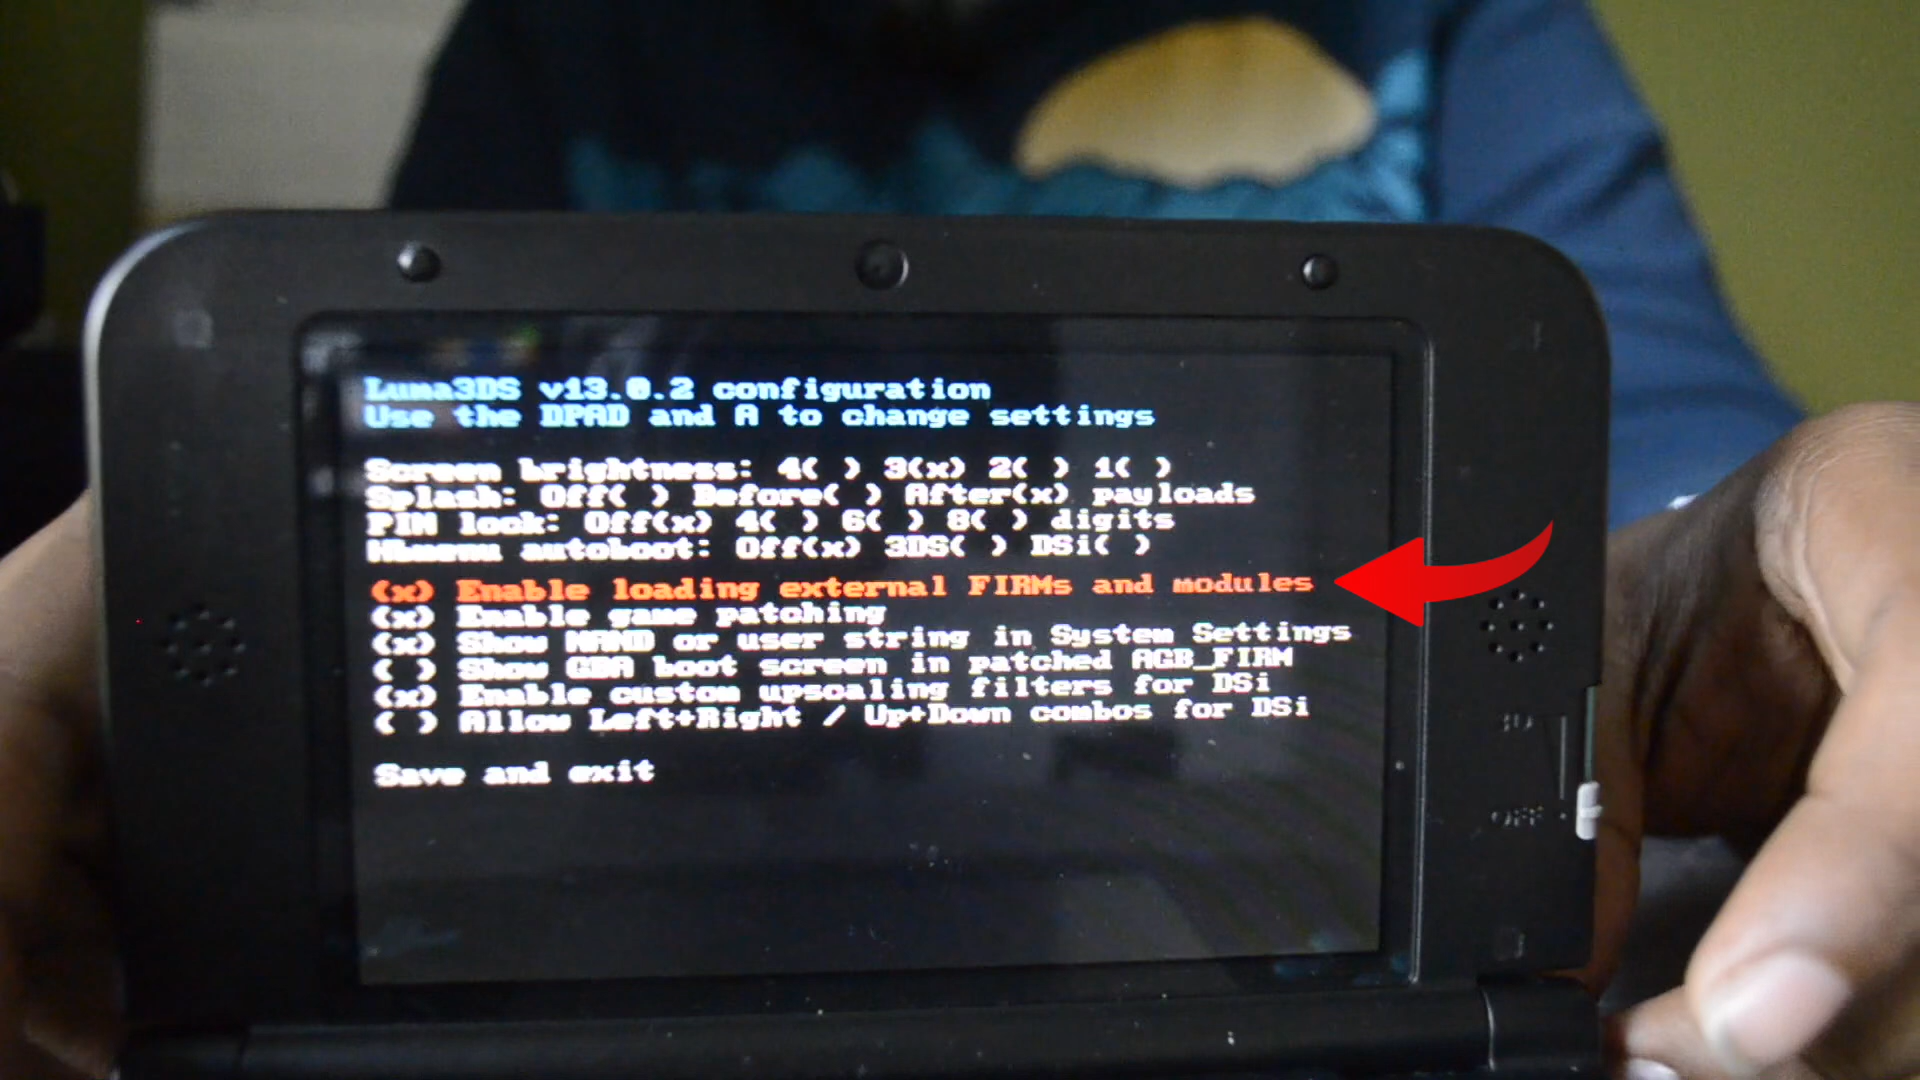 Luma3DS v13.0.2 configuration
Use the DPAD and A to change settings
Screen brightness: 4( ) 3(x) 2( ) 1( )
Splash: Off( ) Before( ) After(x) payloads
PIN lock: Off(x) 4( ) 6( ) 8( ) digits
Hbmenu autoboot: Off(x) 3DS( ) DSi( )
(x) Enable loading external FIRMs and modules
(x) Enable game patching
(x) Show NAND or user string in System Settings
( ) Show GBA boot screen in patched AGB_FIRM
(x) Enable custom upscaling filters for DSi
( ) Allow Left+Right / Up+Down combos for DSi
Save and exit
3D
OFF